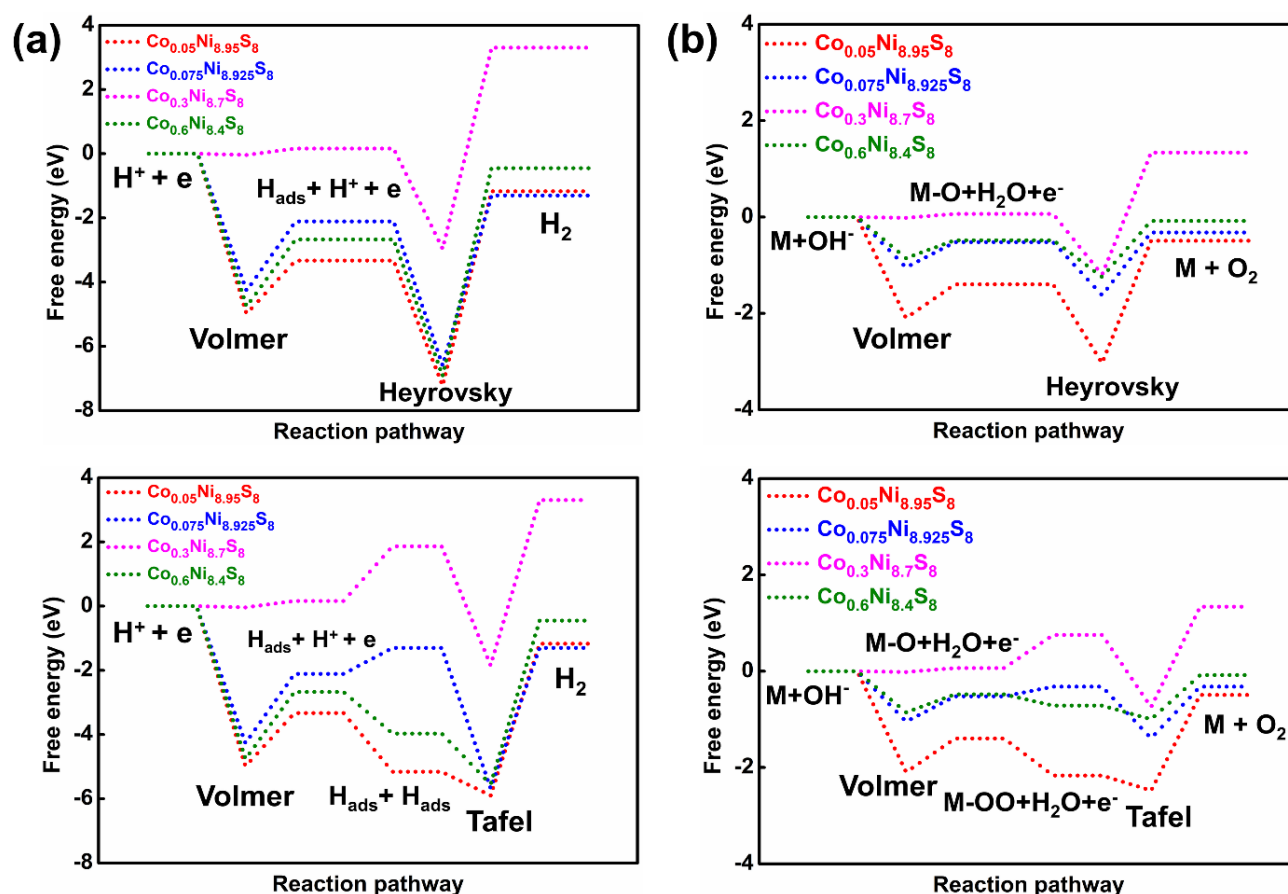 (a)
4
2
0
-2
-4
-6
-8
Free energy (eV)
Co0.05Ni8.95S8
Co0.075Ni8.925S8
Co0.3Ni8.7S8
Co0.6Ni8.4S8
H+ + e
Hads + H+ + e
H2
Volmer
Heyrovsky
Reaction pathway
(b)
4
2
0
-2
-4
Free energy (eV)
Co0.05Ni8.95S8
Co0.075Ni8.925S8
Co0.3Ni8.7S8
Co0.6Ni8.4S8
M-O+H2O+e-
M+OH-
M + O2
Volmer
Heyrovsky
Reaction pathway
4
2
0
-2
-4
-6
-8
Free energy (eV)
Co0.05Ni8.95S8
Co0.075Ni8.925S8
Co0.3Ni8.7S8
Co0.6Ni8.4S8
H+ + e
Hads + H+ + e
H2
Volmer
Hads + Hads
Tafel
Reaction pathway
4
2
0
-2
-4
Free energy (eV)
Co0.05Ni8.95S8
Co0.075Ni8.925S8
Co0.3Ni8.7S8
Co0.6Ni8.4S8
M-O+H2O+e-
M+OH-
M + O2
Volmer
M-OO+H2O+e-
Tafel
Reaction pathway